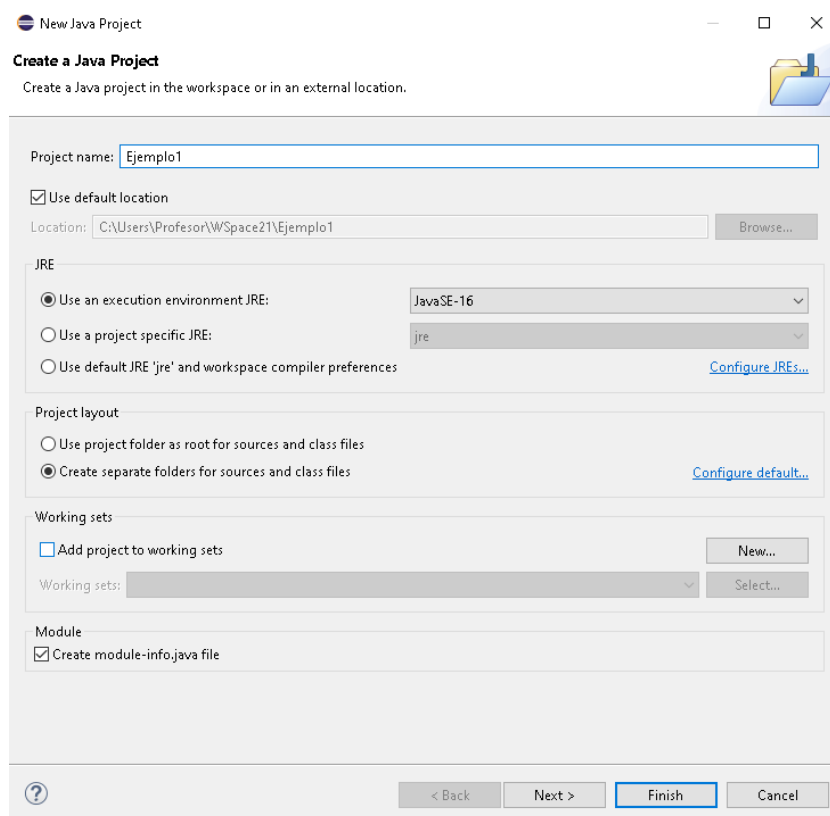 New Java Project
Create a Java Project
Create a Java project in the workspace or in an external location.
Project name: Ejemplo1
Use default location
Location: C:\Users\Profesor\WSpace21\Ejemplo1 Browse...
JRE
Use an execution environment JRE: JavaSE-16
Use a project specific JRE: jre
Use default JRE 'jre' and workspace compiler preferences Configure JREs...
Project layout
Use project folder as root for sources and class files
Create separate folders for sources and class files Configure default...
Working sets
Add project to working sets New...
Working sets: Select...
Module
Create module-info.java file
? < Back Next > Finish Cancel